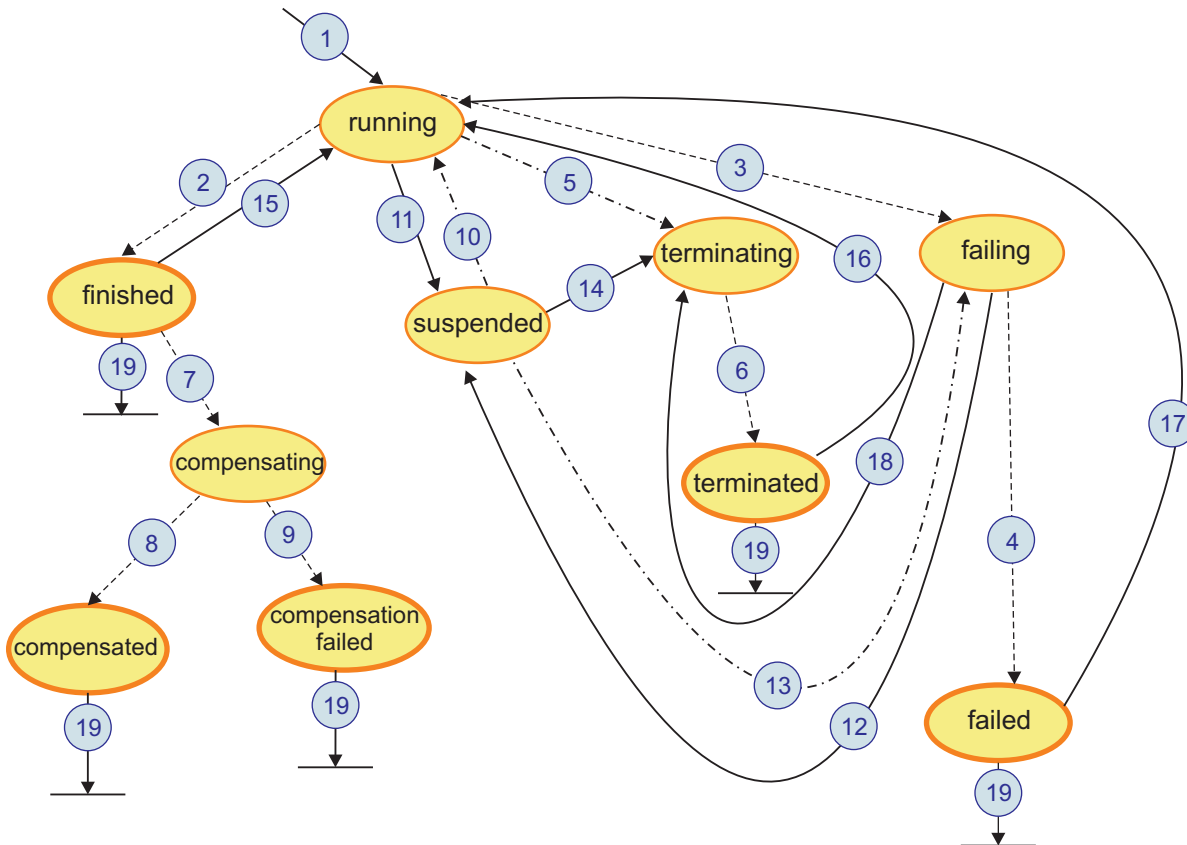 1
running
2
3
5
15
11
10
terminating
failing
16
finished
14
suspended
19
7
6
17
compensating
18
terminated
8
9
4
19
compensation
failed
compensated
13
19
19
12
failed
19